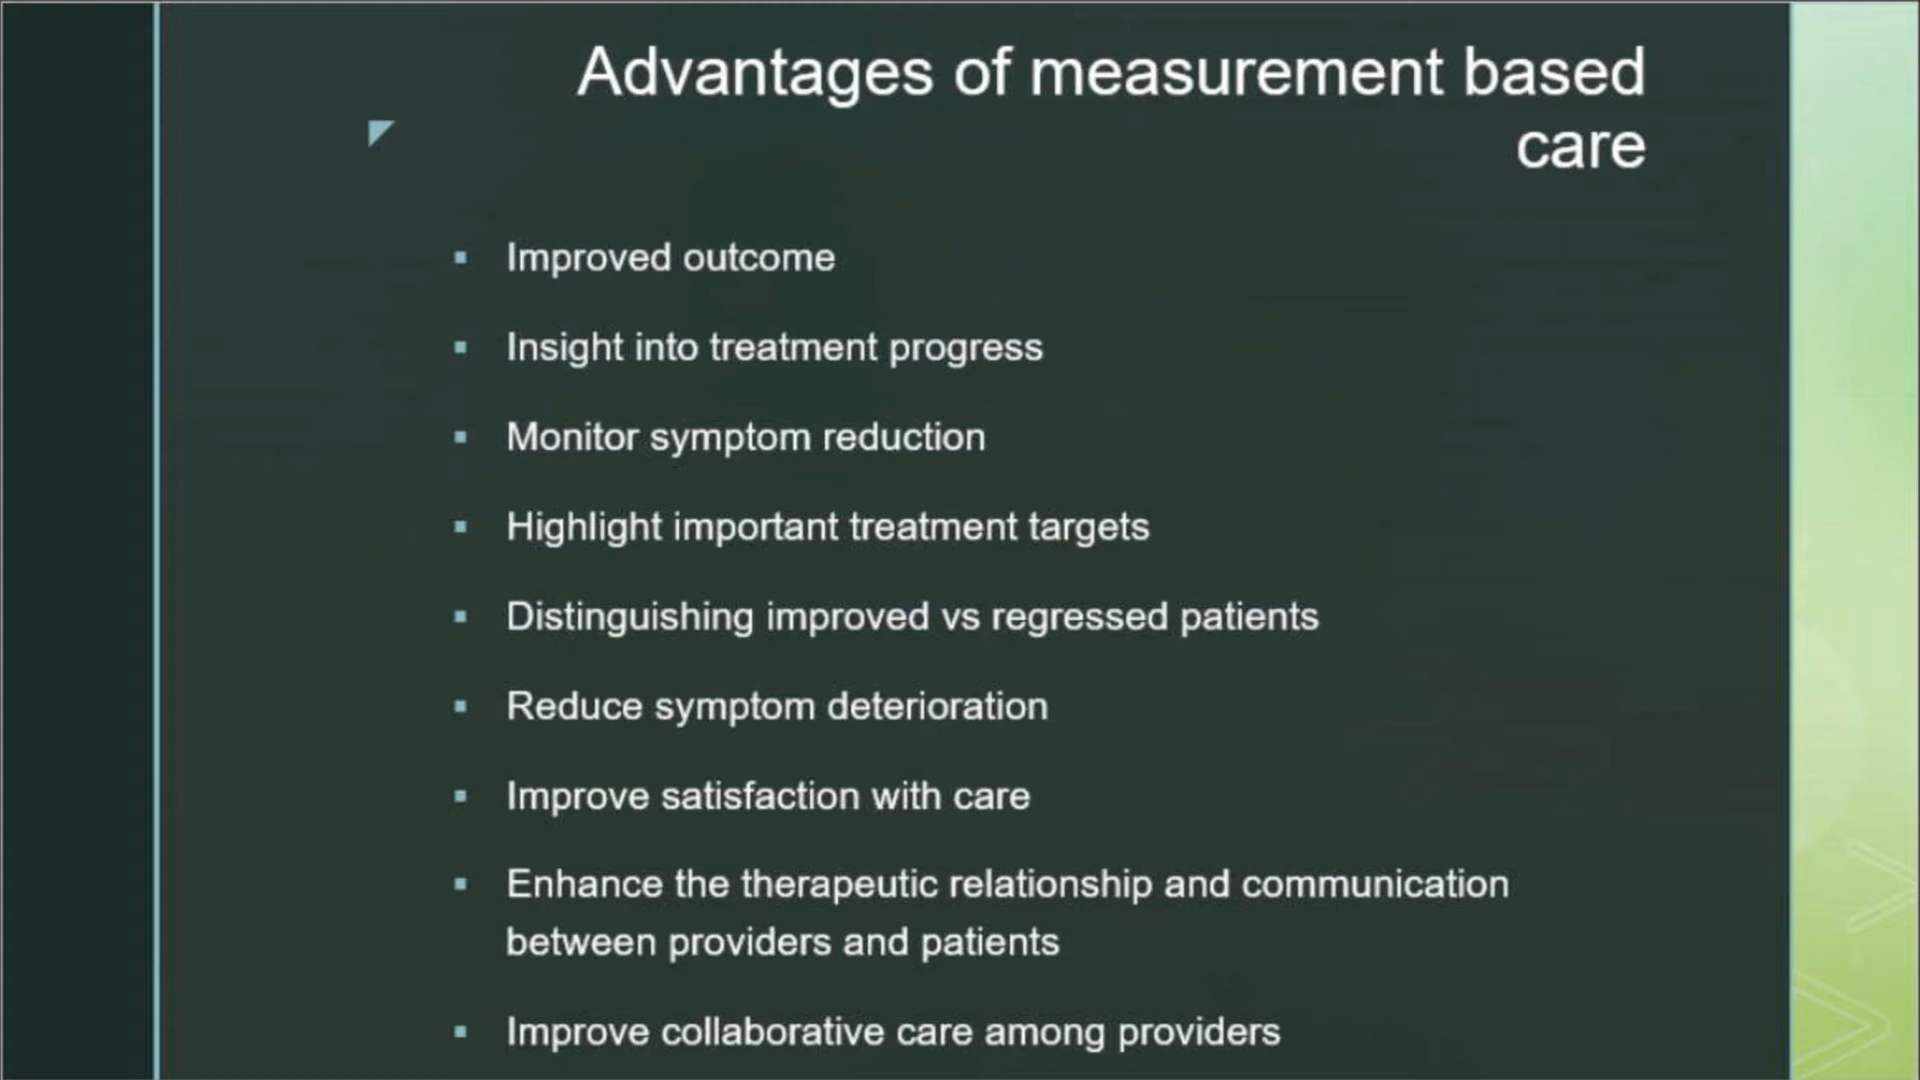 Advantages of measurement based
care
▪ Improved outcome
▪ Insight into treatment progress
▪ Monitor symptom reduction
▪ Highlight important treatment targets
▪ Distinguishing improved vs regressed patients
▪ Reduce symptom deterioration
▪ Improve satisfaction with care
▪ Enhance the therapeutic relationship and communication
between providers and patients
▪ Improve collaborative care among providers